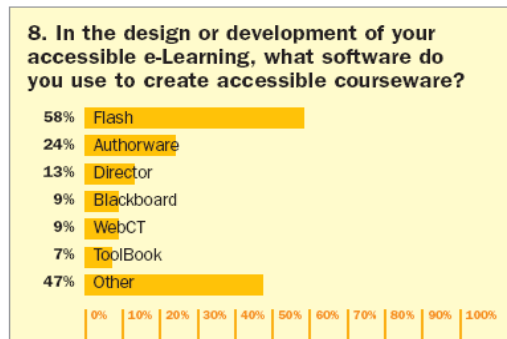 8. In the design or development of your
accessible e-Learning, what software do
you use to create accessible courseware?
58% Flash
24% Authorware
13% Director
9% Blackboard
9% WebCT
7% ToolBook
47% Other
0% 10% 20% 30% 40% 50% 60% 70% 80% 90% 100%